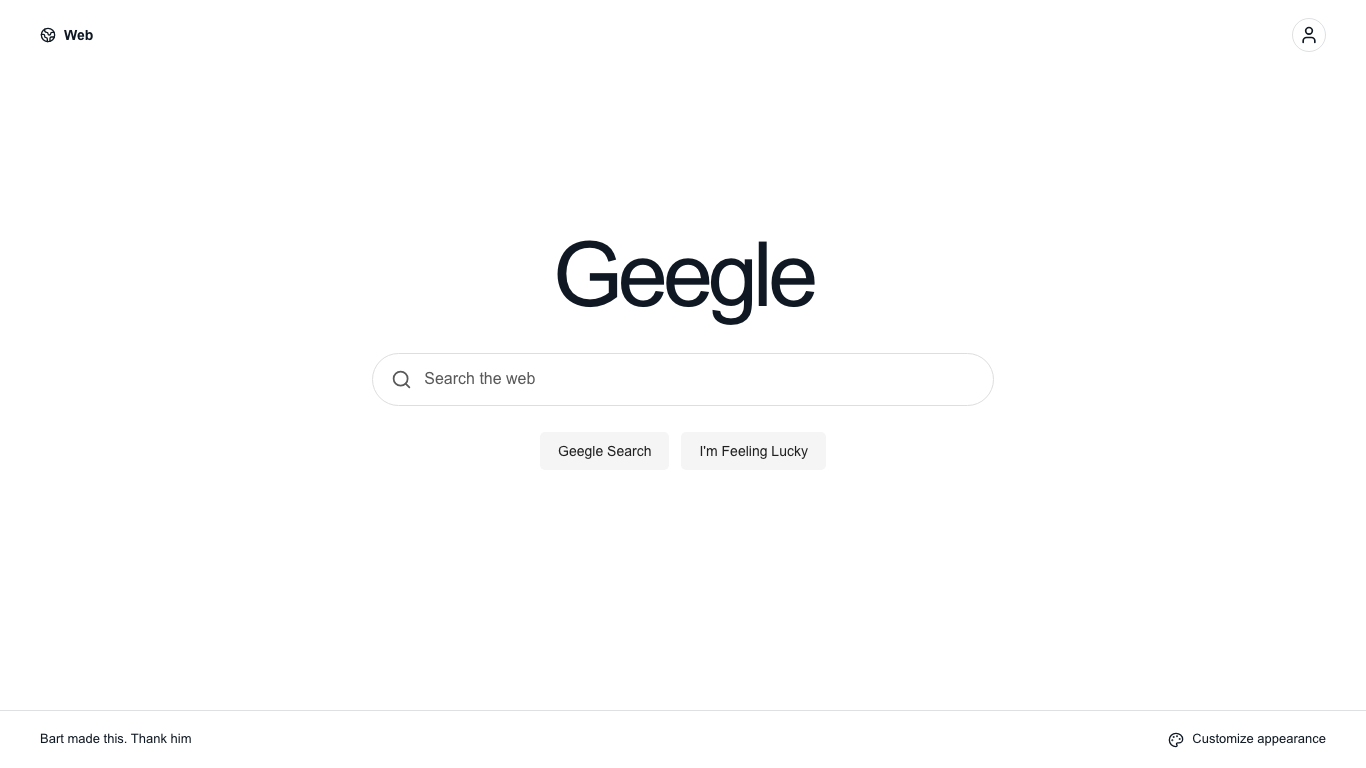 Web
Geegle
Search the web
Geegle Search
I'm Feeling Lucky
Bart made this. Thank him
Customize appearance